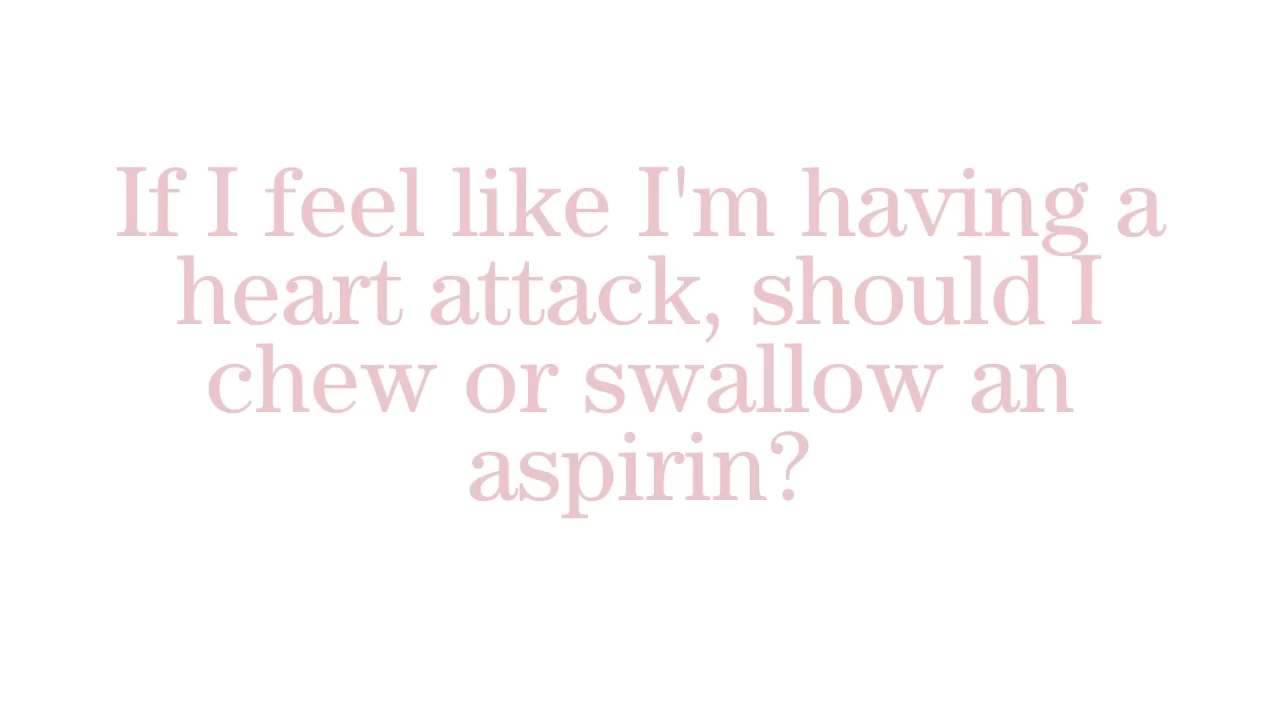 If I feel like I'm having a
heart attack, should I
chew or swallow an
aspirin?